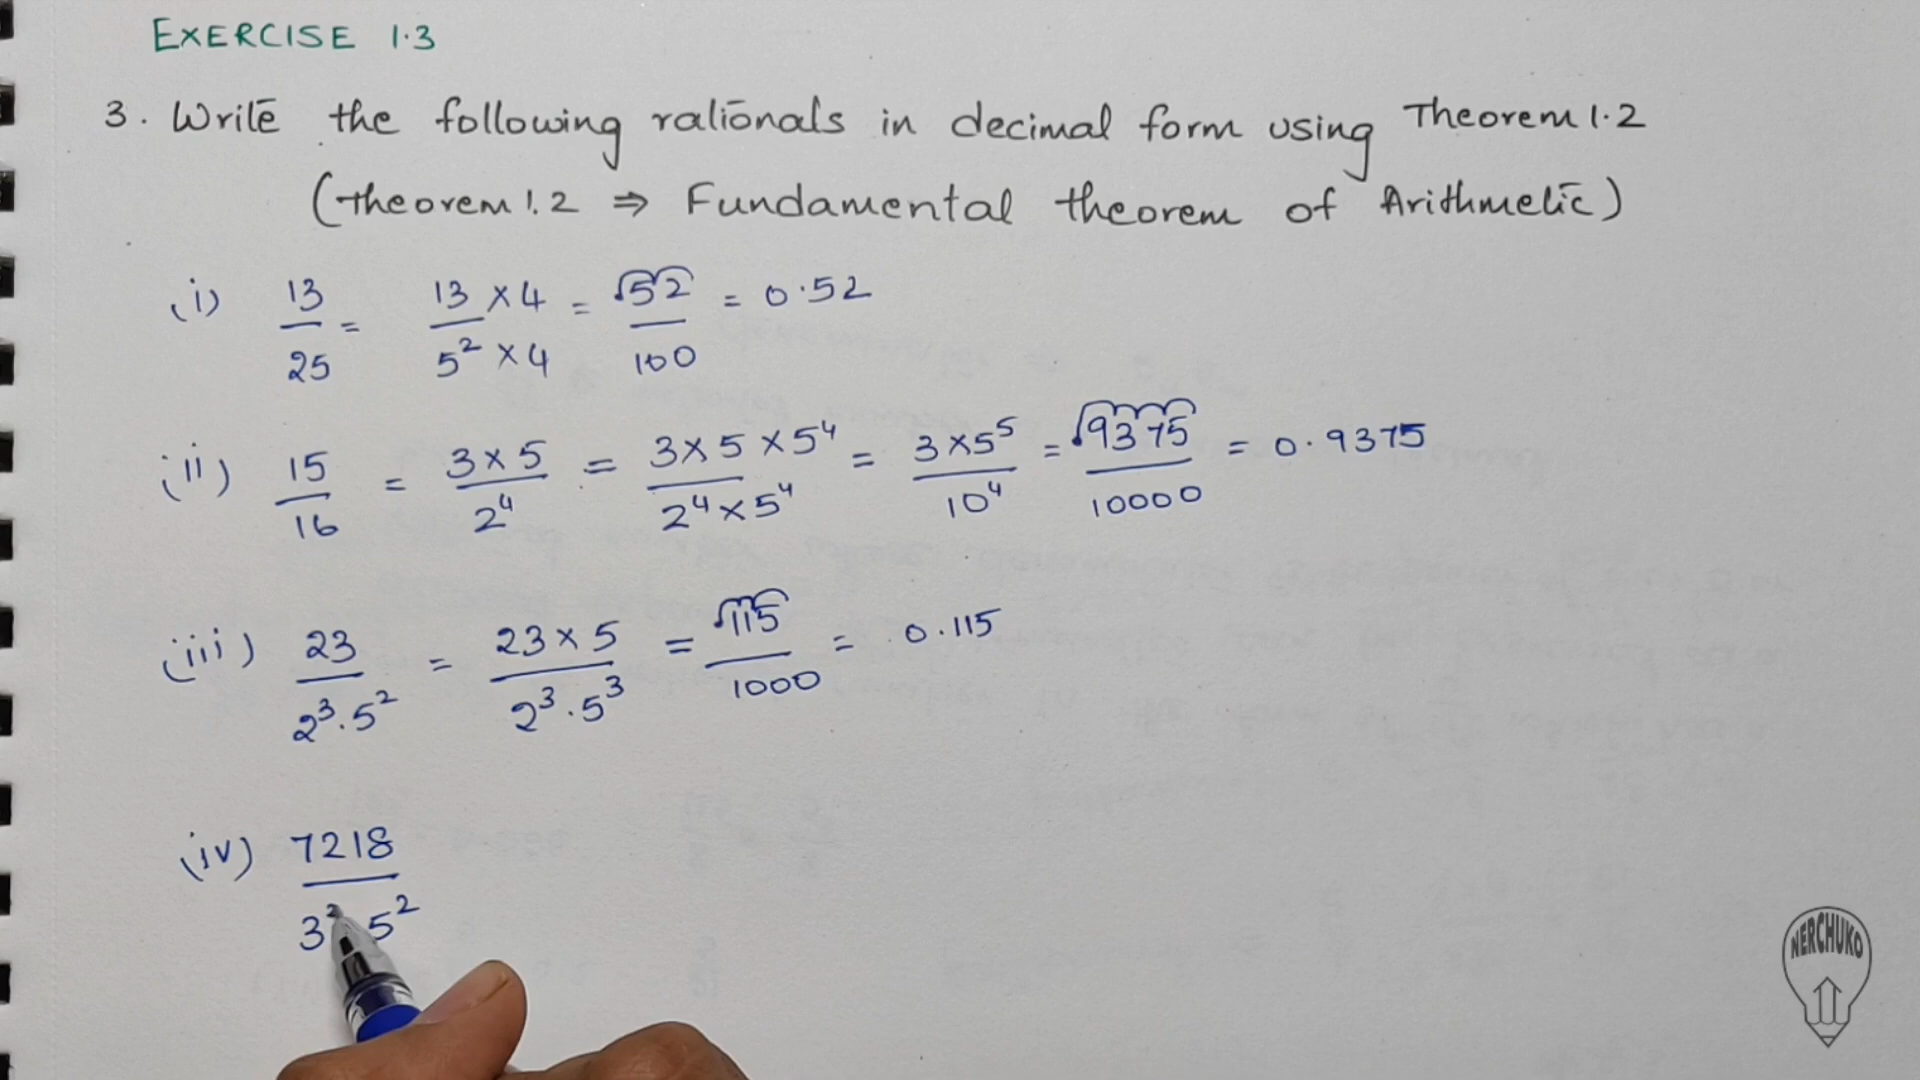 EXERCISE 1.3
3. Write the following rationals in decimal form using Theorem 1.2
(Theorem 1.2 ⇒ Fundamental theorem of Arithmetic)
(i) 13/25 = 13 × 4 / 5² × 4 = 52/100 = 0.52
(ii) 15/16 = 3 × 5 / 2⁴ = 3 × 5 × 5⁴ / 2⁴ × 5⁴ = 3 × 5⁵ / 10⁴ = 9375/10000 = 0.9375
(iii) 23 / 2³.5² = 23 × 5 / 2³.5³ = 115/1000 = 0.115
(iv) 7218 / 3² 5²
NERCHUKO